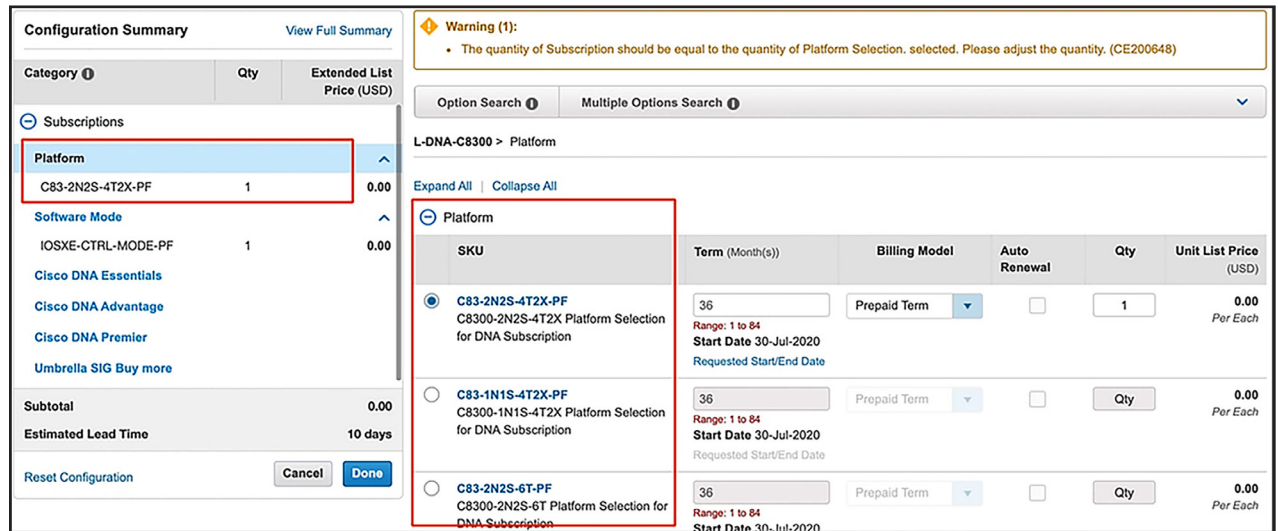 Configuration Summary
View Full Summary
Category
Qty
Extended List
Price (USD)
Subscriptions
Platform
C83-2N2S-4T2X-PF 1 0.00
Software Mode
IOSXE-CTRL-MODE-PF 1 0.00
Cisco DNA Essentials
Cisco DNA Advantage
Cisco DNA Premier
Umbrella SIG Buy more
Subtotal 0.00
Estimated Lead Time 10 days
Reset Configuration
Cancel
Done
Warning (1):
• The quantity of Subscription should be equal to the quantity of Platform Selection. selected. Please adjust the quantity. (CE200648)
Option Search
Multiple Options Search
L-DNA-C8300 > Platform
Expand All | Collapse All
Platform
SKU
Term (Month(s))
Billing Model
Auto
Renewal
Qty
Unit List Price
(USD)
C83-2N2S-4T2X-PF
C8300-2N2S-4T2X Platform Selection
for DNA Subscription
36
Range: 1 to 84
Start Date 30-Jul-2020
Requested Start/End Date
Prepaid Term
1
0.00
Per Each
C83-1N1S-4T2X-PF
C8300-1N1S-4T2X Platform Selection
for DNA Subscription
36
Range: 1 to 84
Start Date 30-Jul-2020
Requested Start/End Date
Prepaid Term
Qty
0.00
Per Each
C83-2N2S-6T-PF
C8300-2N2S-6T Platform Selection for
DNA Subscription
36
Range: 1 to 84
Start Date 30-Jul-2020
Prepaid Term
Qty
0.00
Per Each